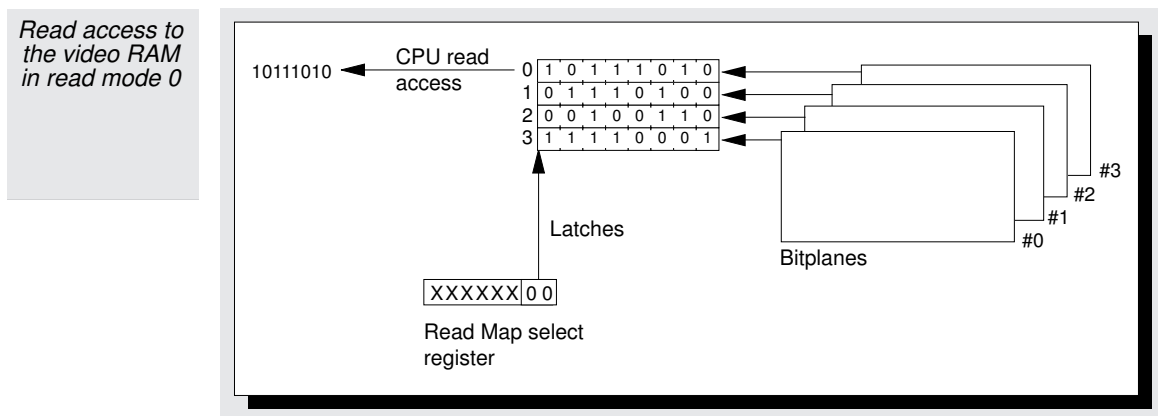 Read access to
the video RAM
in read mode 0
10111010
CPU read
access
0 1 0 1 1 1 0 1 0
1 0 1 1 1 0 1 0 0
2 0 0 1 0 0 1 1 0
3 1 1 1 1 0 0 0 1
#3
#2
#1
#0
Latches
Bitplanes
XXXXXX 0 0
Read Map select
register